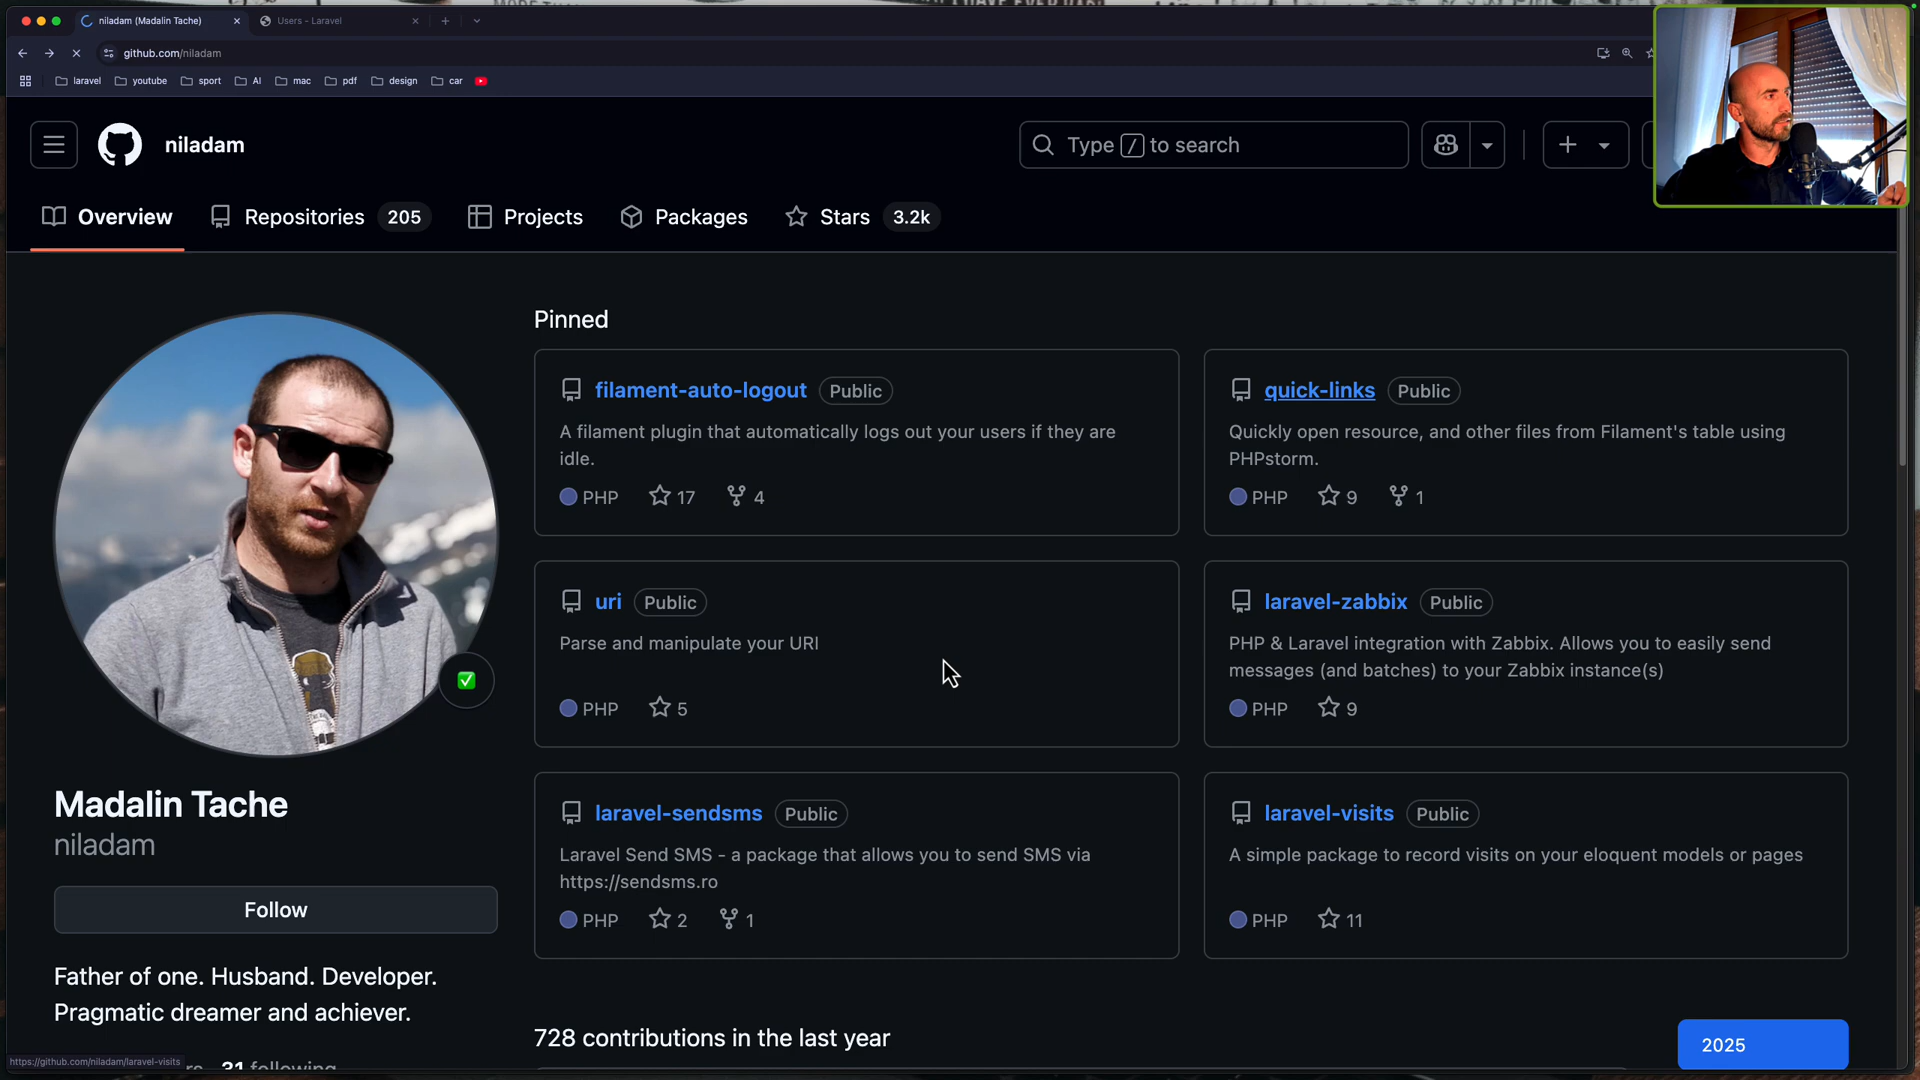 niladam (Madalin Tache)
Users - Laravel
github.com/niladam
laravel
youtube
sport
AI
mac
pdf
design
car
niladam
Type / to search
Overview
Repositories 205
Projects
Packages
Stars 3.2k
Pinned
filament-auto-logout Public
A filament plugin that automatically logs out your users if they are
idle.
PHP 17 4
quick-links Public
Quickly open resource, and other files from Filament's table using
PHPstorm.
PHP 9 1
uri Public
Parse and manipulate your URI
PHP 5
laravel-zabbix Public
PHP & Laravel integration with Zabbix. Allows you to easily send
messages (and batches) to your Zabbix instance(s)
PHP 9
laravel-sendsms Public
Laravel Send SMS - a package that allows you to send SMS via
https://sendsms.ro
PHP 2 1
laravel-visits Public
A simple package to record visits on your eloquent models or pages
PHP 11
Madalin Tache
niladam
Follow
Father of one. Husband. Developer.
Pragmatic dreamer and achiever.
31 following
728 contributions in the last year
2025
https://github.com/niladam/laravel-visits